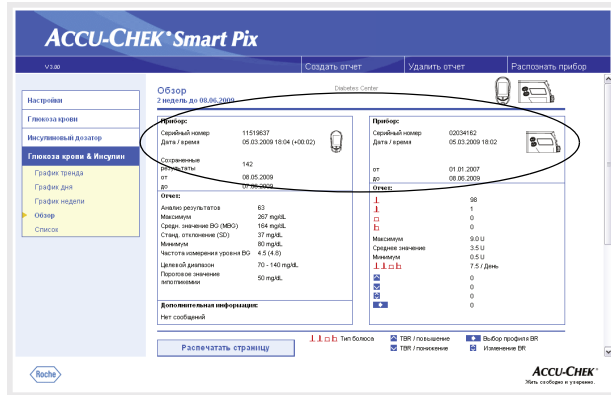 ACCU-CHEK® Smart Pix
V 3.00
Создать отчет
Удалить отчет
Распознать прибор
Настройки
Глюкоза крови
Инсулиновый дозатор
Глюкоза крови & Инсулин
График тренда
График дня
График недели
Обзор
Список
Обзор
2 недель до 08.06.2009
Diabetes Center
Прибор:
Серийный номер 11519637
Дата / время 05.03.2009 18:04 (+00:02)
Сохраненные
результаты 142
от 08.05.2009
до 07.06.2009
Отчет:
Анализ результатов 63
Максимум 267 mg/dL
Средн. значение BG (MBG) 164 mg/dL
Станд. отклонение (SD) 37 mg/dL
Минимум 80 mg/dL
Частота измерения уровня BG 4.5 (4.8)
Целевой диапазон 70 - 140 mg/dL
Пороговое значение
гипогликемии 50 mg/dL
Дополнительная информация:
Нет сообщений
Прибор:
Серийный номер 02034162
Дата / время 05.03.2009 18:02
от 01.01.2007
до 08.06.2009
Отчет:
98
1
0
0
Максимум 9.0 U
Среднее значение 3.5 U
Минимум 0.5 U
7.5 / День
0
0
0
0
Распечатать страницу
Тип болюса
TBR / повышение
Выбор профиля BR
TBR / понижение
Изменение BR
Roche
ACCU-CHEK®
Жить свободно и уверенно.